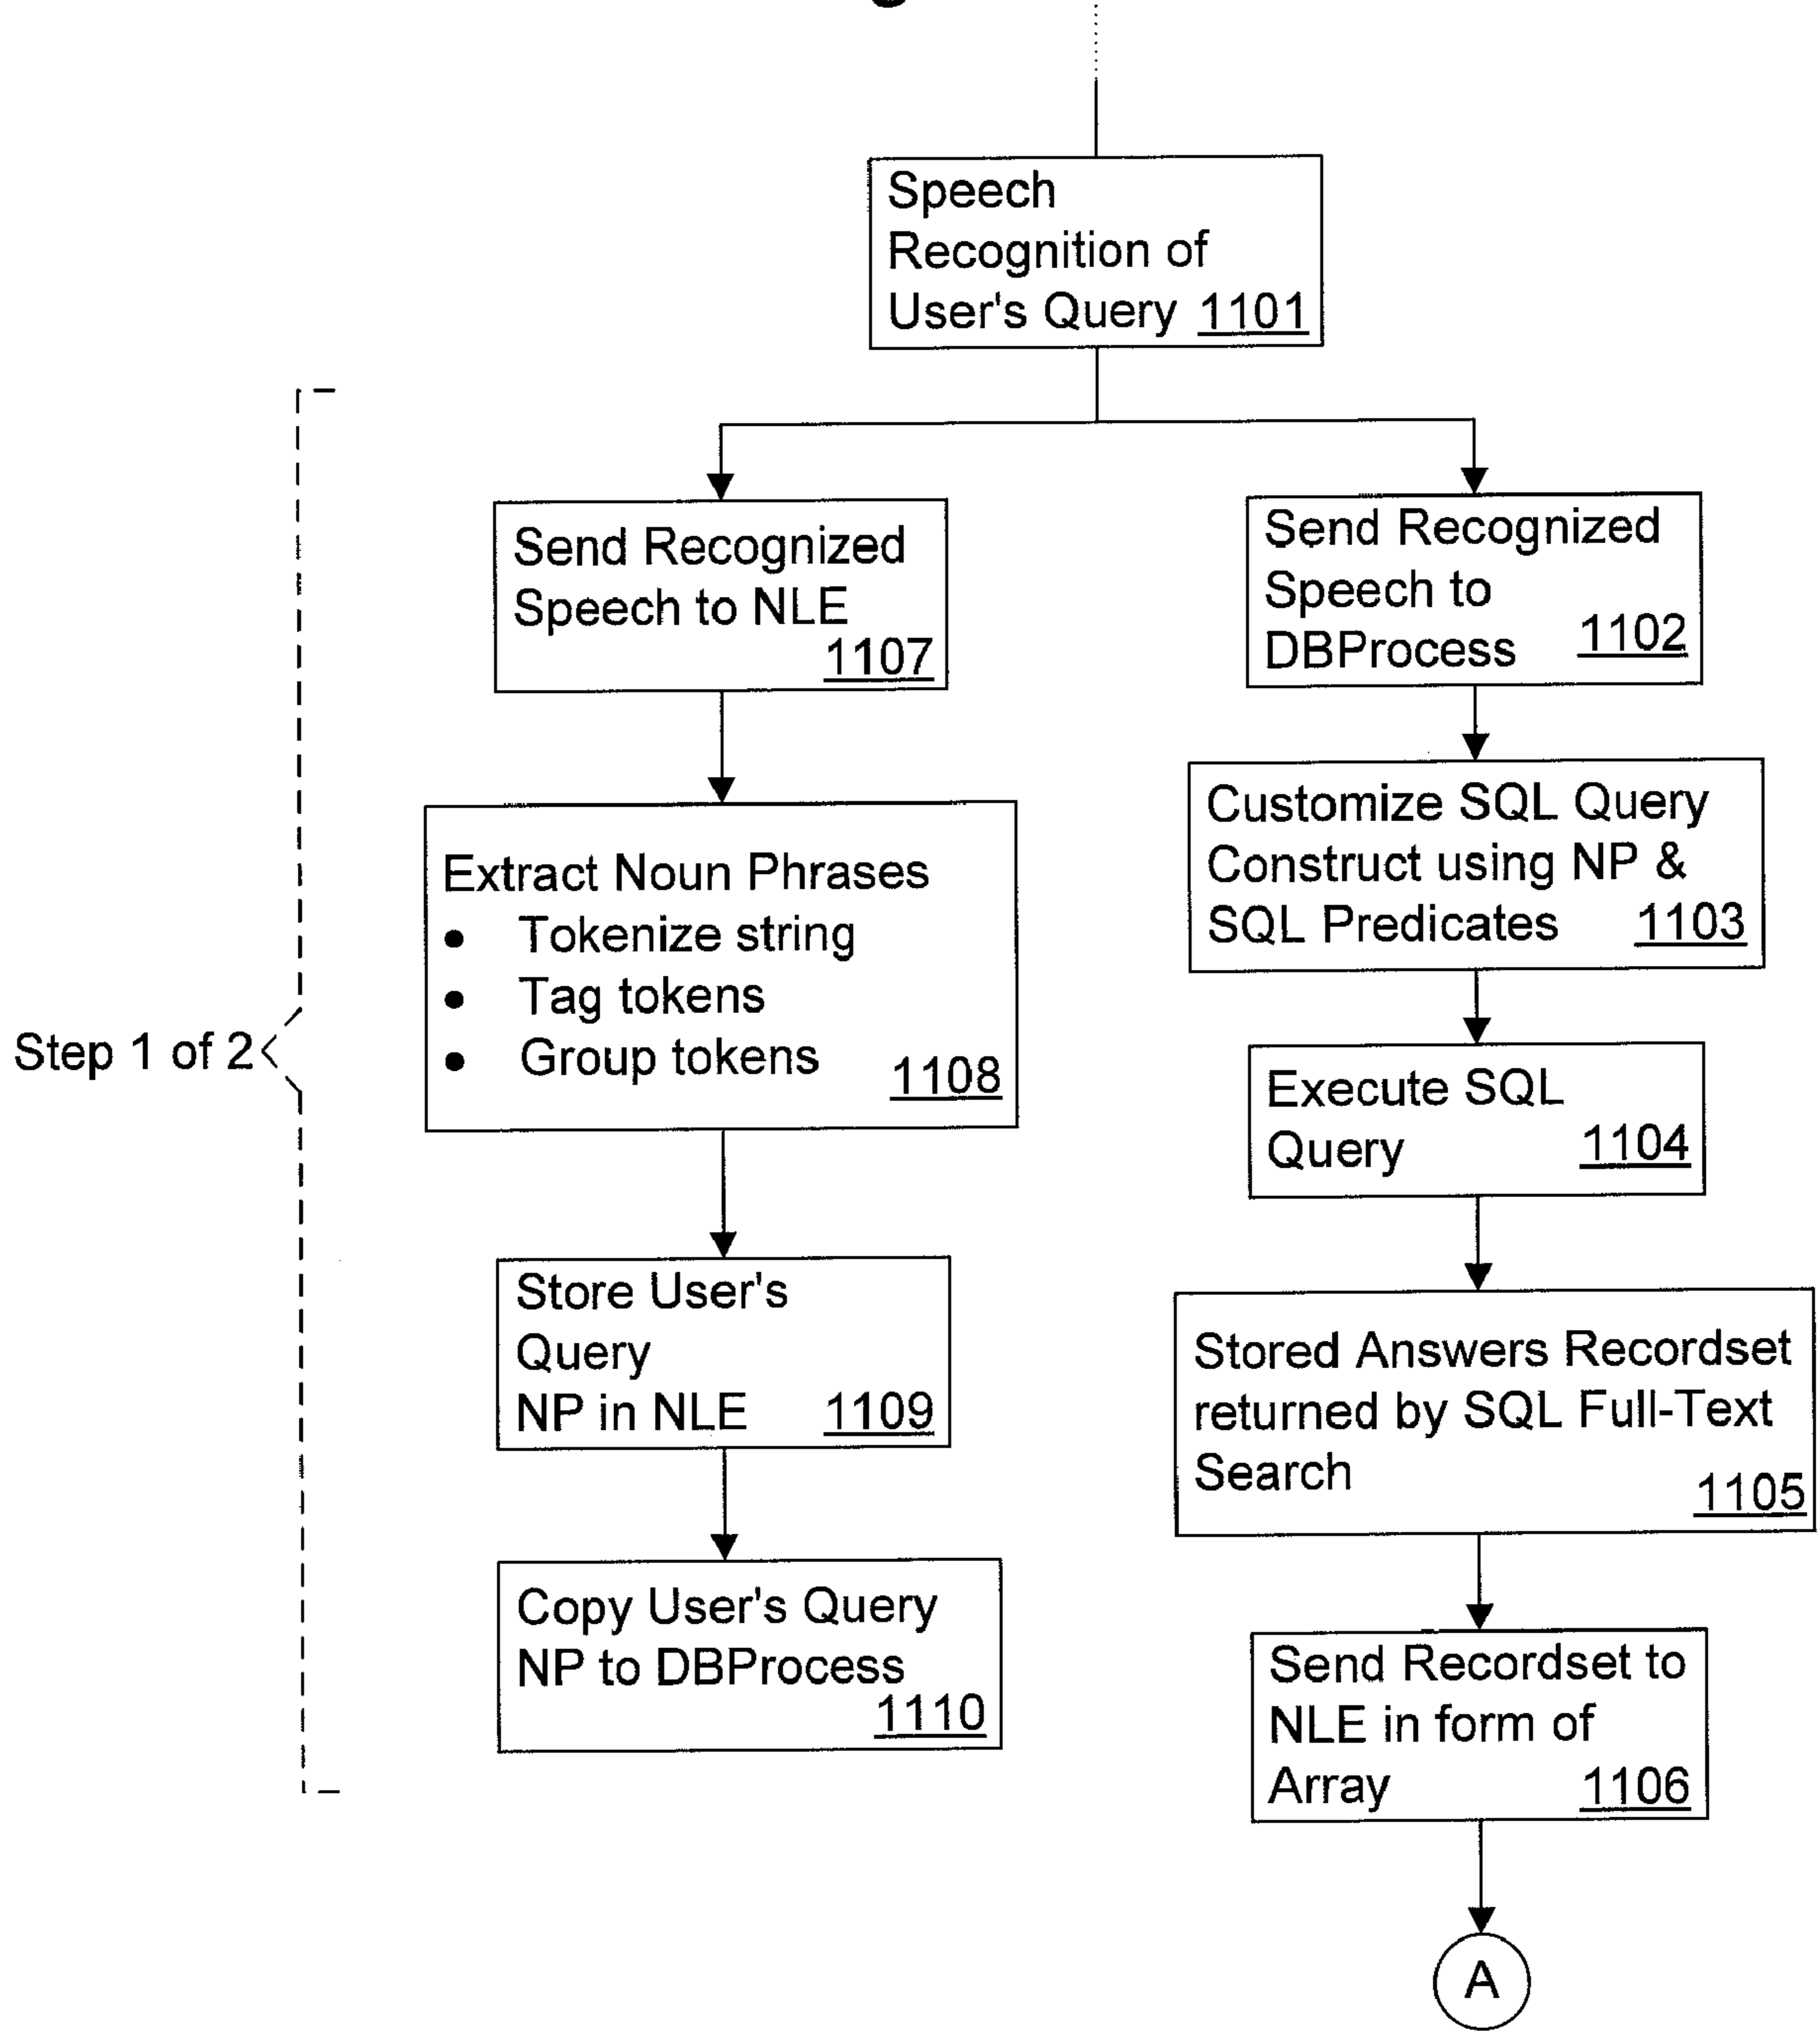 Speech
Recognition of
User's Query 1101
Send Recognized
Speech to NLE
1107
Send Recognized
Speech to
DBProcess 1102
Extract Noun Phrases
• Tokenize string
• Tag tokens
• Group tokens
1108
Customize SQL Query
Construct using NP &
SQL Predicates 1103
Step 1 of 2
Execute SQL
Query 1104
Store User's
Query
NP in NLE 1109
Stored Answers Recordset
returned by SQL Full-Text
Search
1105
Copy User's Query
NP to DBProcess
1110
Send Recordset to
NLE in form of
Array 1106
A